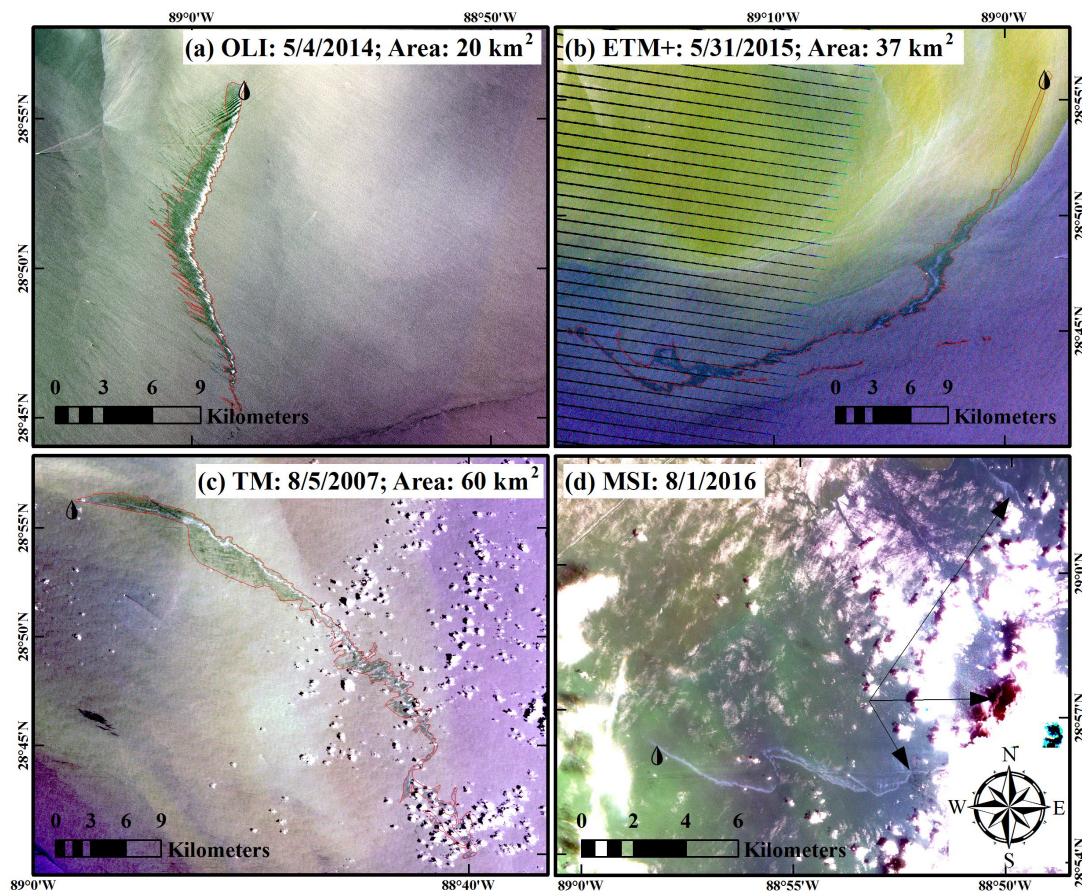 89°0'W 88°50'W 89°10'W 89°0'W
(a) OLI: 5/4/2014; Area: 20 km²
(b) ETM+: 5/31/2015; Area: 37 km²
28°55'N
28°50'N
28°45'N
0 3 6 9
Kilometers
0 3 6 9
Kilometers
28°55'N
28°50'N
28°45'N
(c) TM: 8/5/2007; Area: 60 km²
(d) MSI: 8/1/2016
28°55'N
28°50'N
28°45'N
0 3 6 9
Kilometers
0 2 4 6
Kilometers
N
W E
S
29°0'N
28°57'N
28°54'N
89°0'W 88°40'W 89°0'W 88°55'W 88°50'W